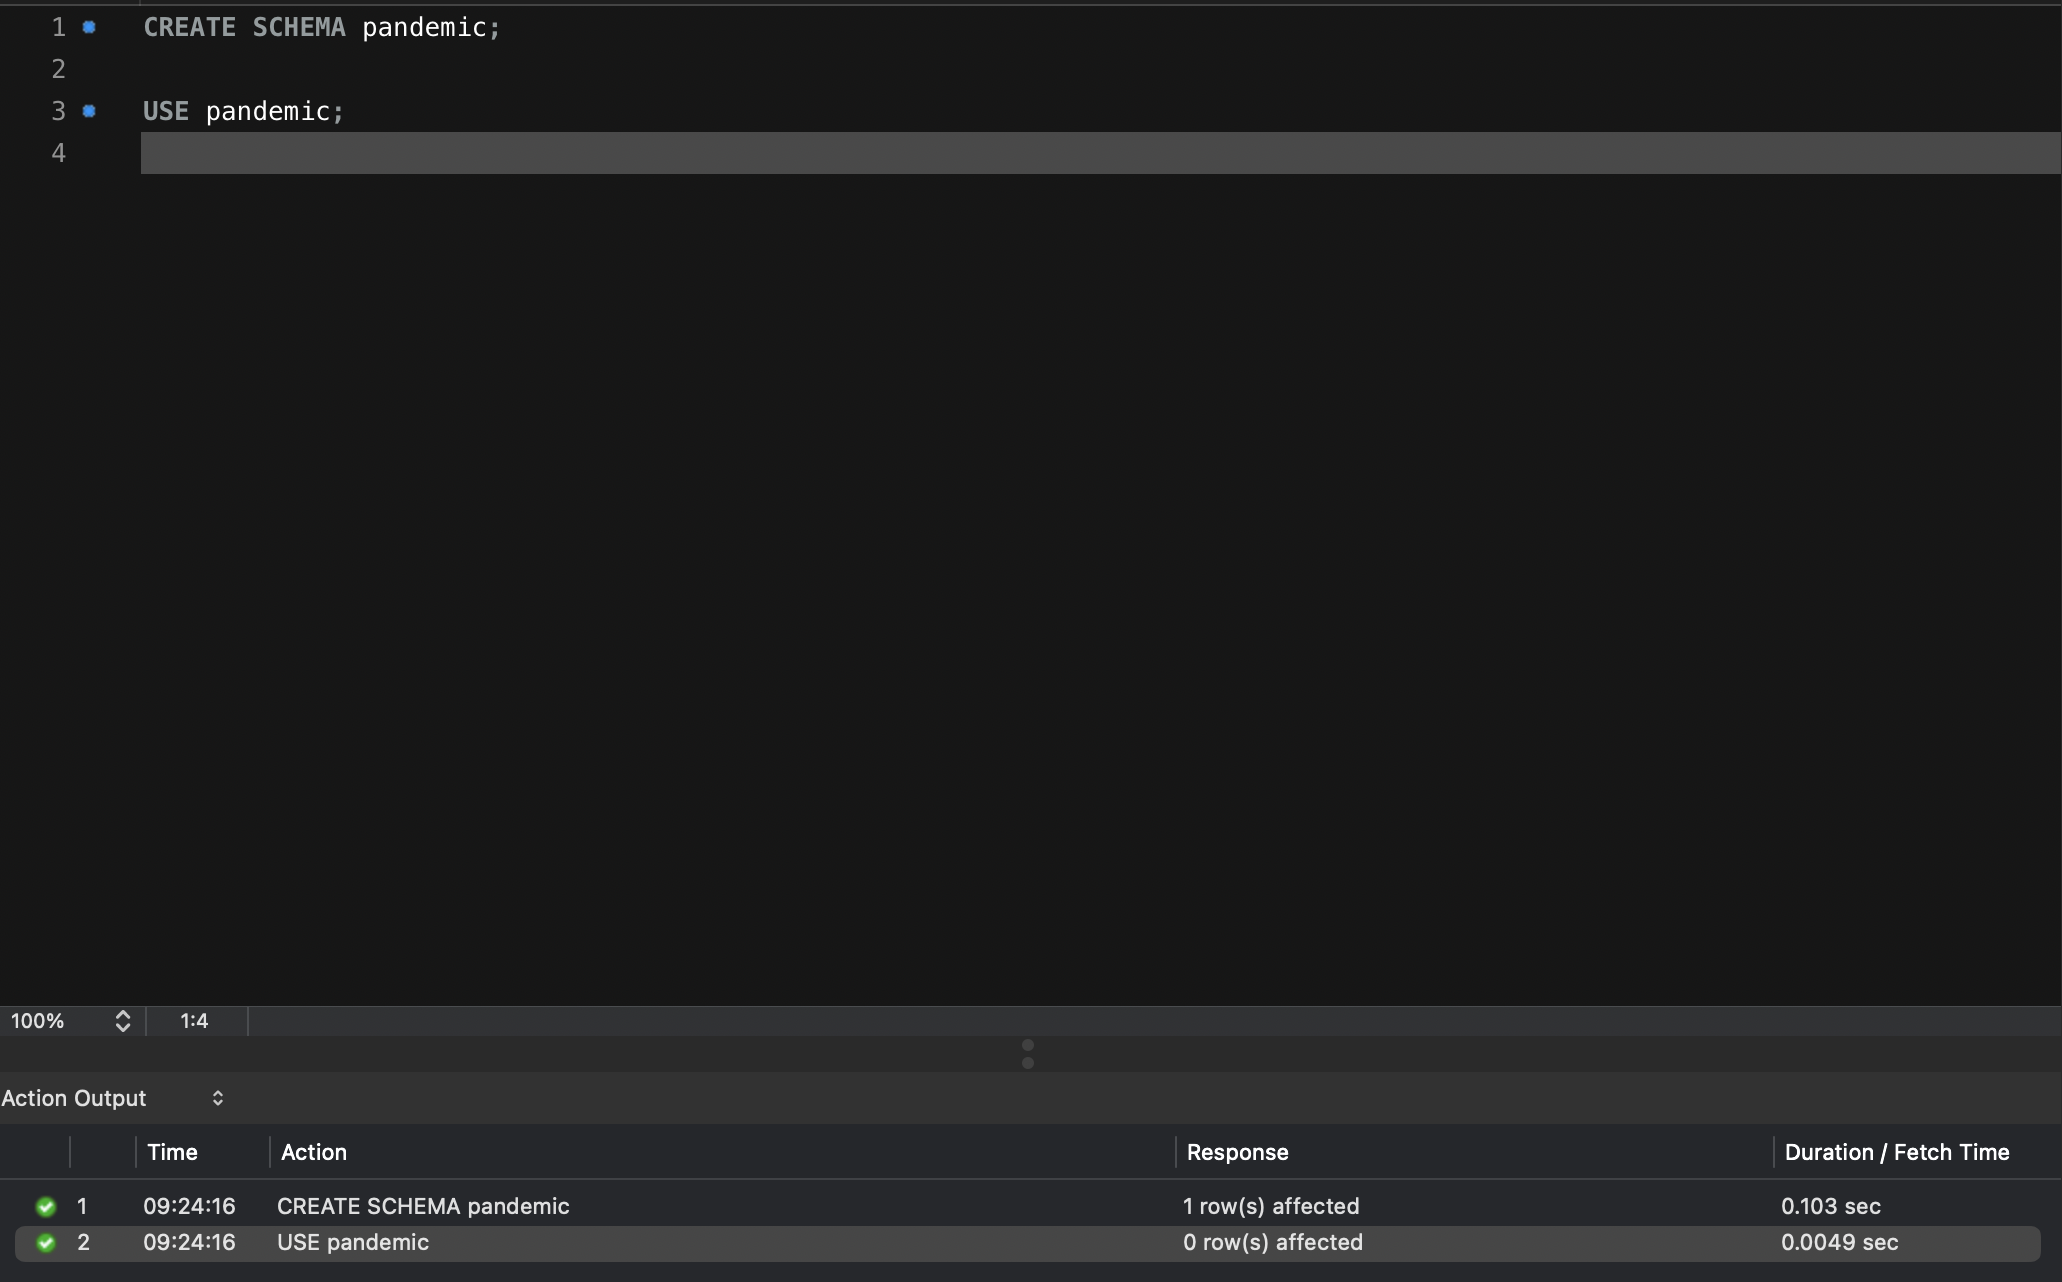 1 CREATE SCHEMA pandemic;
2
3 USE pandemic;
4
100% 1:4
Action Output
Time Action Response Duration / Fetch Time
1 09:24:16 CREATE SCHEMA pandemic 1 row(s) affected 0.103 sec
2 09:24:16 USE pandemic 0 row(s) affected 0.0049 sec